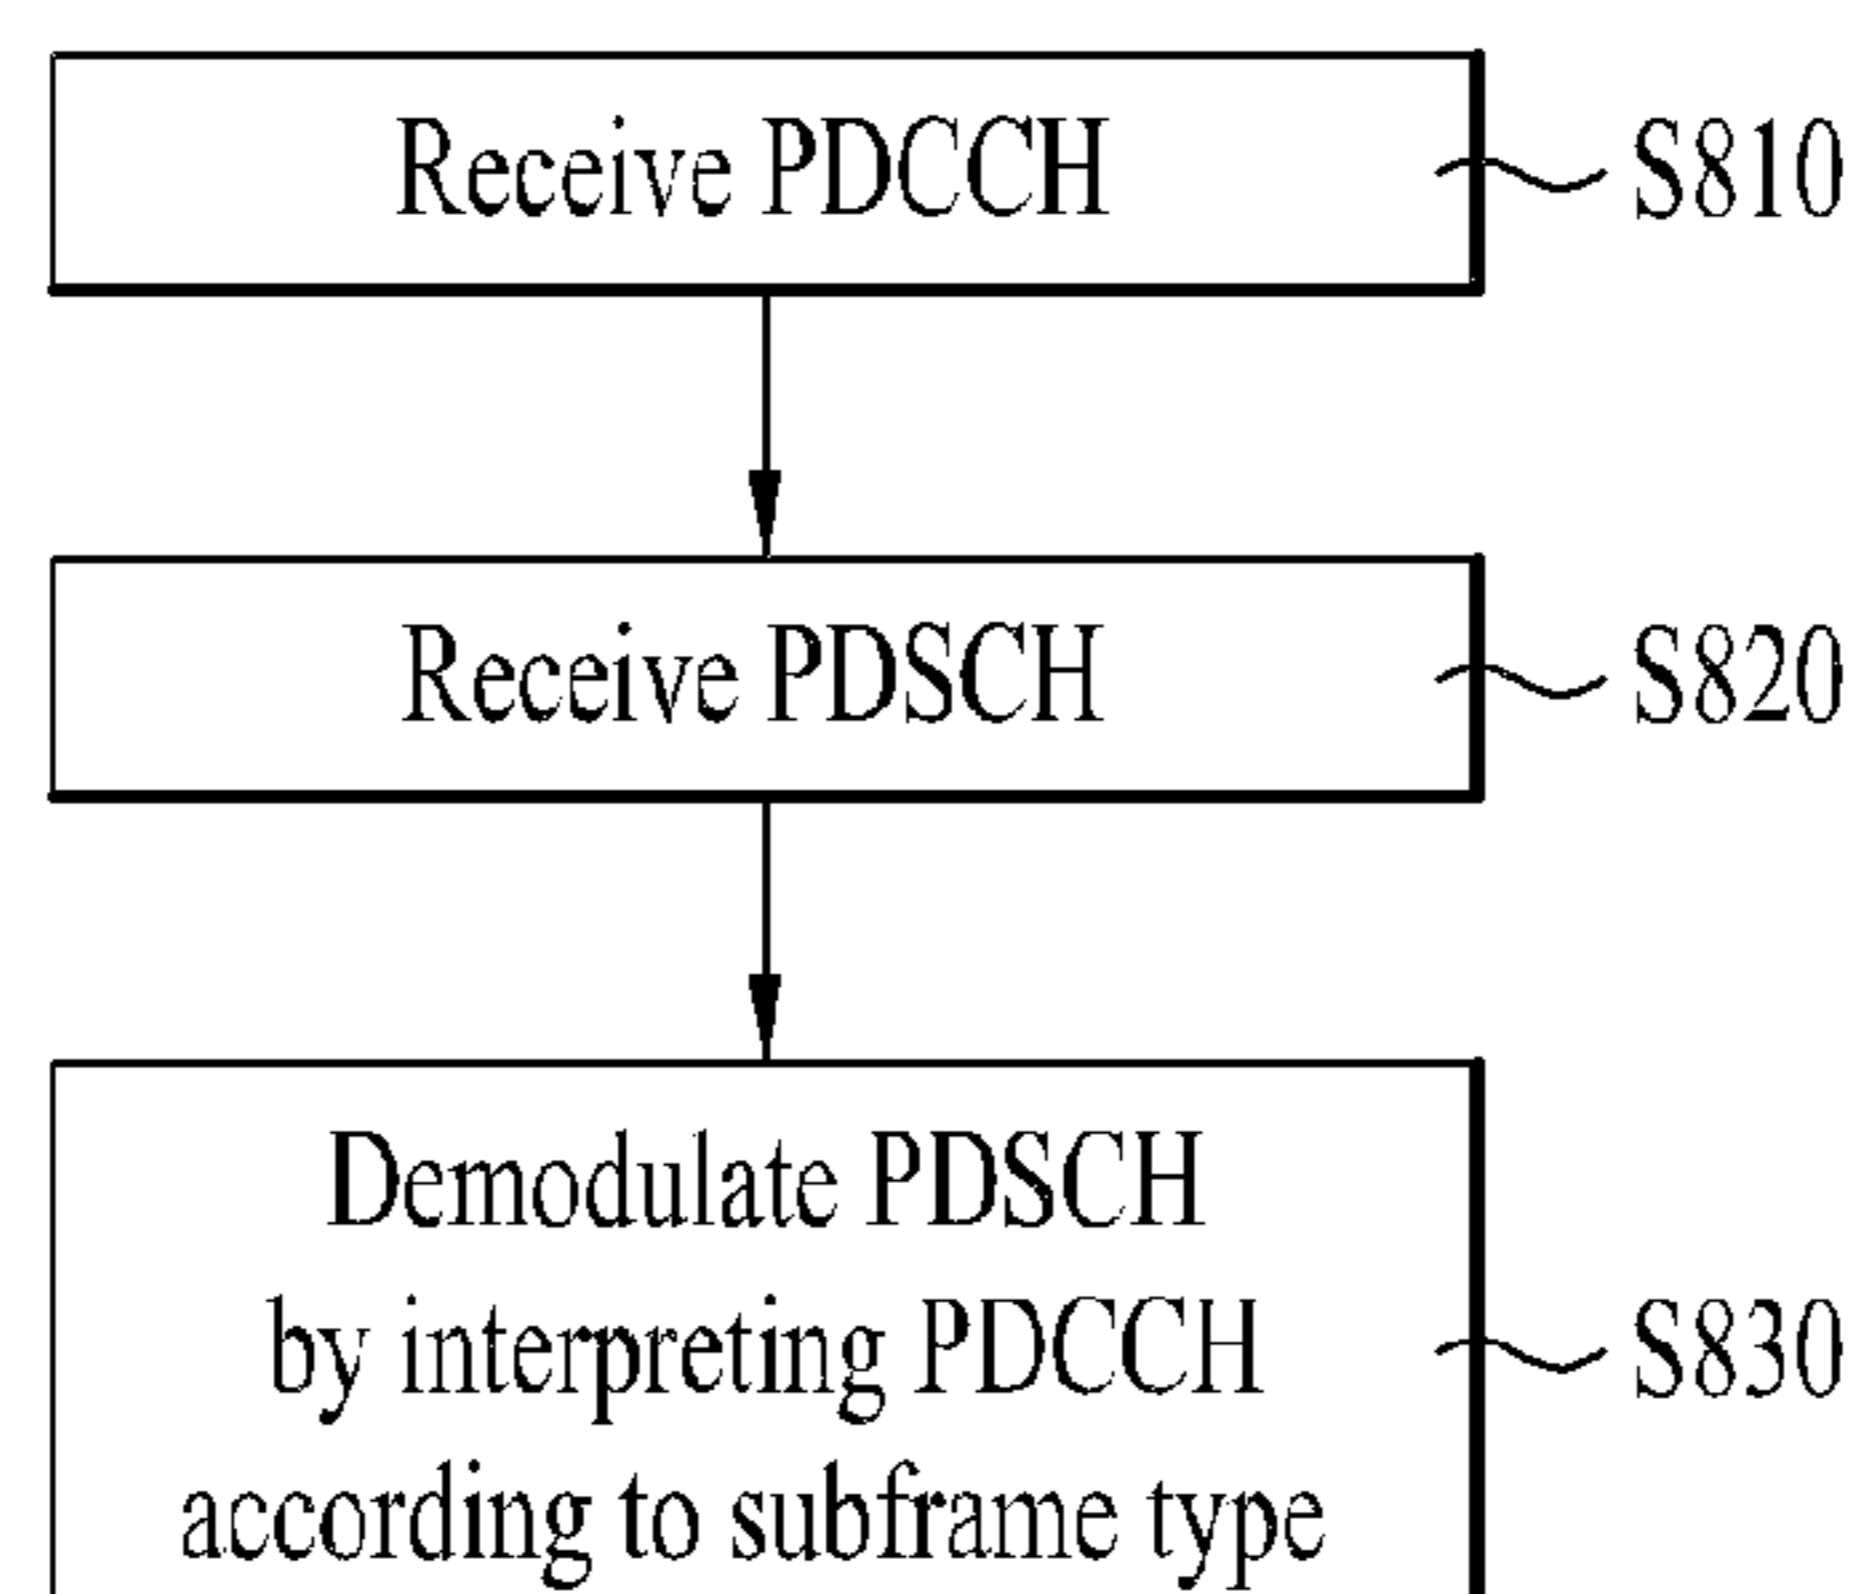 Receive PDCCH
S810
Receive PDSCH
S820
Demodulate PDSCH
by interpreting PDCCH
S830
according to subframe type